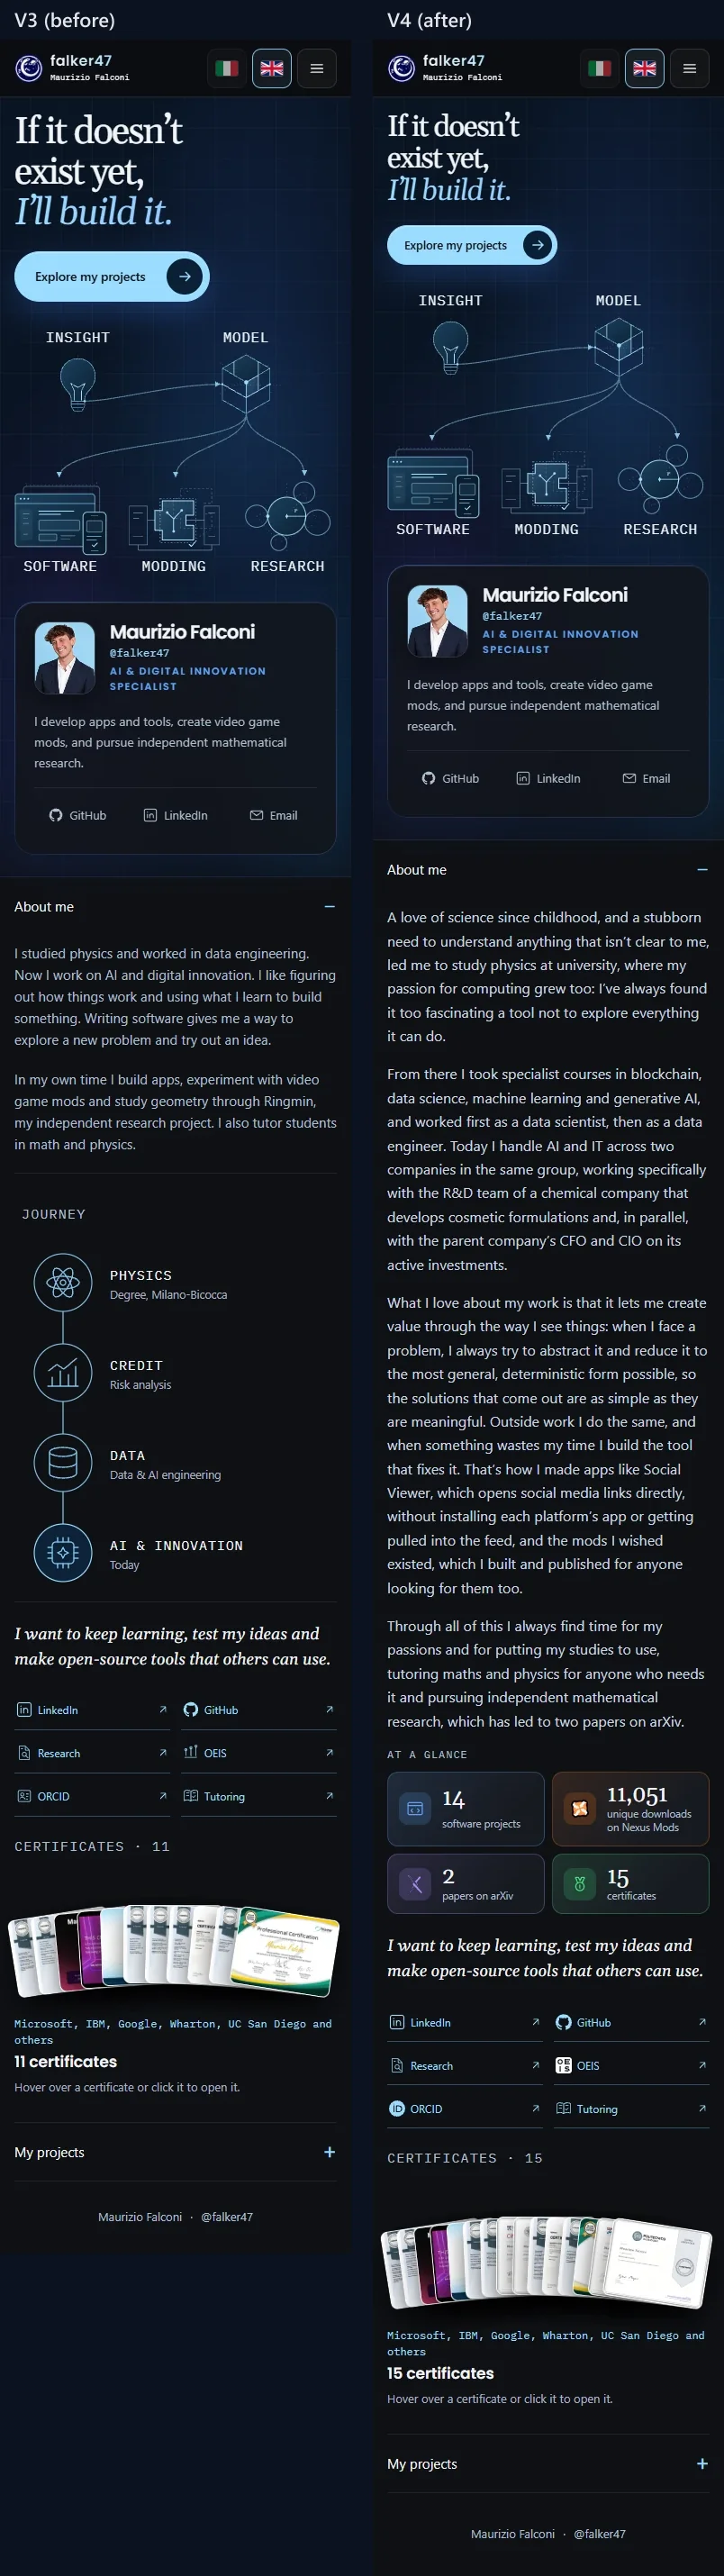 V3 (before)
falker47
Maurizio Falconi
If it doesn't
exist yet,
I'll build it.
Explore my projects
INSIGHT
MODEL
SOFTWARE
MODDING
RESEARCH
Maurizio Falconi
@falker47
AI & DIGITAL INNOVATION
SPECIALIST
I develop apps and tools, create video game
mods, and pursue independent mathematical
research.
GitHub
LinkedIn
Email
About me
I studied physics and worked in data engineering.
Now I work on AI and digital innovation. I like figuring
out how things work and using what I learn to build
something. Writing software gives me a way to
explore a new problem and try out an idea.
In my own time I build apps, experiment with video
game mods and study geometry through Ringmin,
my independent research project. I also tutor students
in math and physics.
JOURNEY
PHYSICS
Degree, Milano-Bicocca
CREDIT
Risk analysis
DATA
Data & AI engineering
AI & INNOVATION
Today
I want to keep learning, test my ideas and
make open-source tools that others can use.
LinkedIn
GitHub
Research
OEIS
ORCID
Tutoring
CERTIFICATES · 11
Professional Certification
Microsoft, IBM, Google, Wharton, UC San Diego and
others
11 certificates
Hover over a certificate or click it to open it.
My projects
Maurizio Falconi · @falker47
V4 (after)
falker47
Maurizio Falconi
If it doesn't
exist yet,
I'll build it.
Explore my projects
INSIGHT
MODEL
SOFTWARE
MODDING
RESEARCH
Maurizio Falconi
@falker47
AI & DIGITAL INNOVATION
SPECIALIST
I develop apps and tools, create video game
mods, and pursue independent mathematical
research.
GitHub
LinkedIn
Email
About me
A love of science since childhood, and a stubborn
need to understand anything that isn't clear to me,
led me to study physics at university, where my
passion for computing grew too: I've always found
it too fascinating a tool not to explore everything
it can do.
From there I took specialist courses in blockchain,
data science, machine learning and generative AI,
and worked first as a data scientist, then as a data
engineer. Today I handle AI and IT across two
companies in the same group, working specifically
with the R&D team of a chemical company that
develops cosmetic formulations and, in parallel,
with the parent company's CFO and CIO on its
active investments.
What I love about my work is that it lets me create
value through the way I see things: when I face a
problem, I always try to abstract it and reduce it to
the most general, deterministic form possible, so
the solutions that come out are as simple as they
are meaningful. Outside work I do the same, and
when something wastes my time I build the tool
that fixes it. That's how I made apps like Social
Viewer, which opens social media links directly,
without installing each platform's app or getting
pulled into the feed, and the mods I wished
existed, which I built and published for anyone
looking for them too.
Through all of this I always find time for my
passions and for putting my studies to use,
tutoring maths and physics for anyone who needs
it and pursuing independent mathematical
research, which has led to two papers on arXiv.
AT A GLANCE
14
software projects
11,051
unique downloads
on Nexus Mods
2
papers on arXiv
15
certificates
I want to keep learning, test my ideas and
make open-source tools that others can use.
LinkedIn
GitHub
Research
OEIS
ORCID
Tutoring
CERTIFICATES · 15
Microsoft, IBM, Google, Wharton, UC San Diego and
others
15 certificates
Hover over a certificate or click it to open it.
My projects
Maurizio Falconi · @falker47